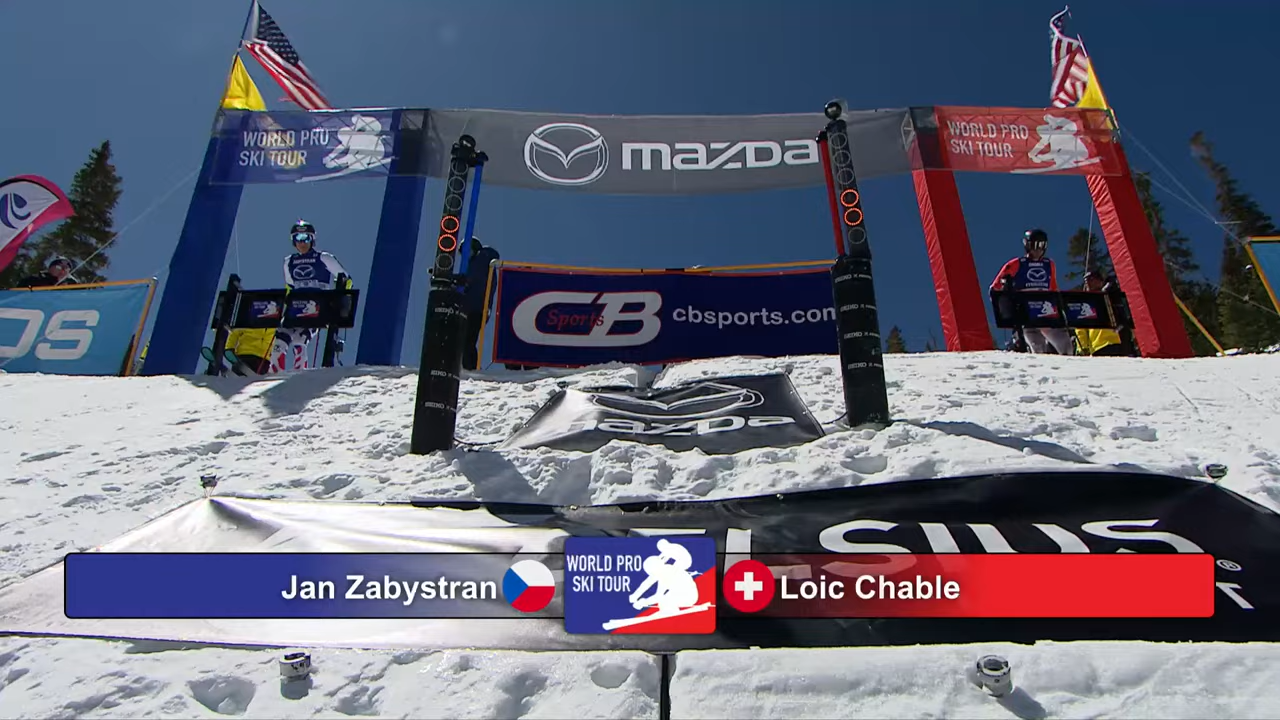 WORLD PRO
SKI TOUR
mazda
WORLD PRO
SKI TOUR
CB
Sports
cbsports.com
mazda
Jan Zabystran
WORLD PRO
SKI TOUR
Loic Chable